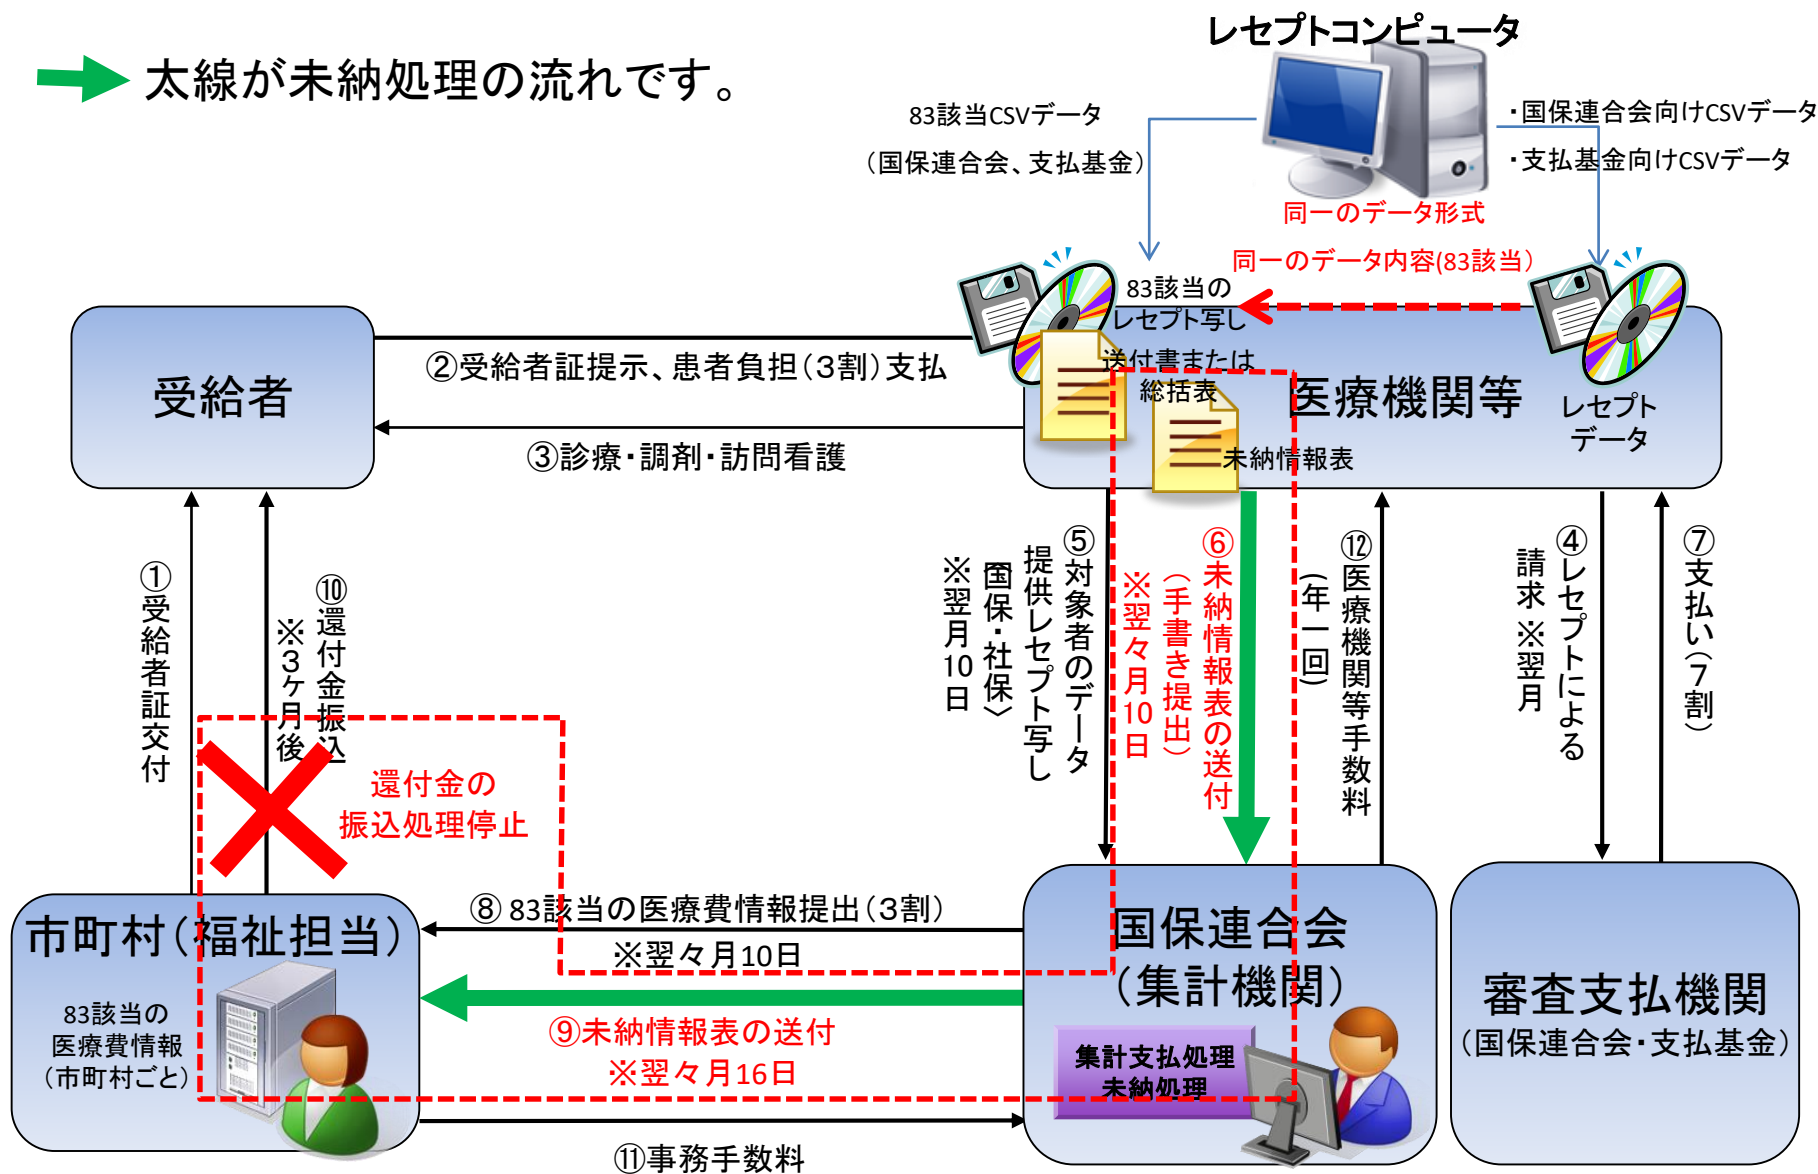 太線が未納処理の流れです。
レセプトコンピュータ
83該当CSVデータ
（国保連合会、支払基金）
・国保連合会向けCSVデータ
・支払基金向けCSVデータ
同一のデータ形式
同一のデータ内容(83該当）
83該当の
レセプト写し
送付書または
総括表
未納情報表
医療機関等
レセプト
データ
受給者
②受給者証提示、患者負担（3割）支払
③診療・調剤・訪問看護
①受給者証交付
⑩還付金振込
※3ヶ月後
⑤対象者のデータ
提供レセプト写し
（国保・社保）
※翌月10日
⑥未納情報表の送付
（手書き提出）
※翌々月10日
⑫医療機関等手数料
（年一回）
④レセプトによる
請求※翌月
⑦支払い（7割）
還付金の
振込処理停止
市町村（福祉担当）
83該当の
医療費情報
（市町村ごと）
⑧83該当の医療費情報提出（3割）
※翌々月10日
⑨未納情報表の送付
※翌々月16日
⑪事務手数料
国保連合会
（集計機関）
集計支払処理
未納処理
審査支払機関
（国保連合会・支払基金）